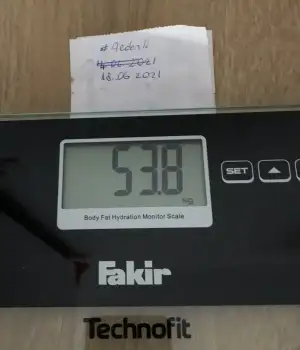 18.06.2021
53.8
kg
SET
Body Fat Hydration Monitor Scale
Fakir
Technofit